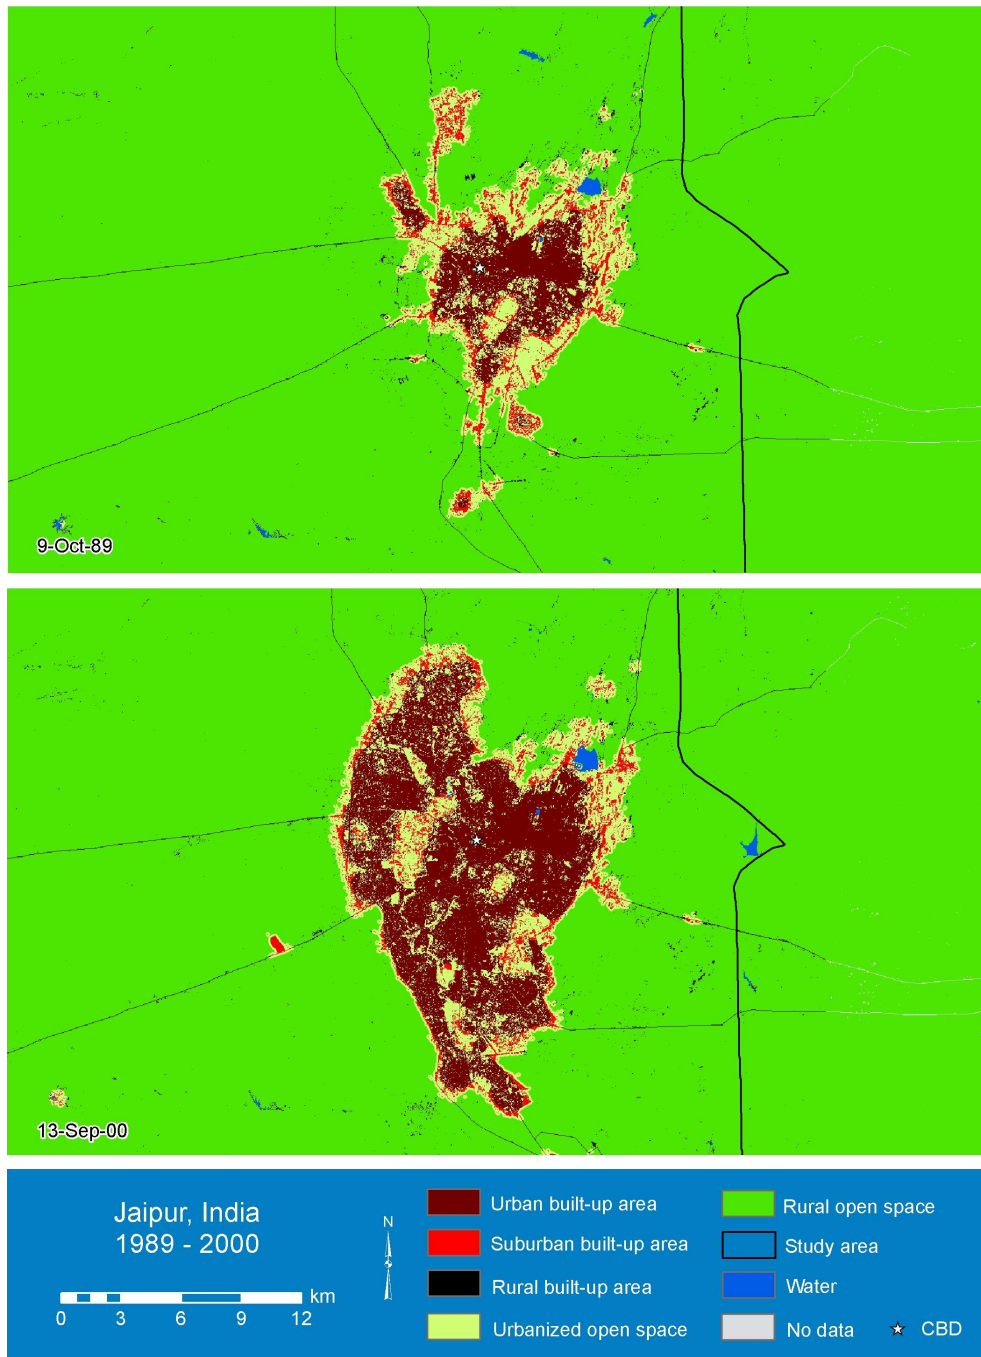 9-Oct-89
13-Sep-00
Jaipur, India
1989 - 2000
N
km
0 3 6 9 12
Urban built-up area
Suburban built-up area
Rural built-up area
Urbanized open space
Rural open space
Study area
Water
No data
CBD